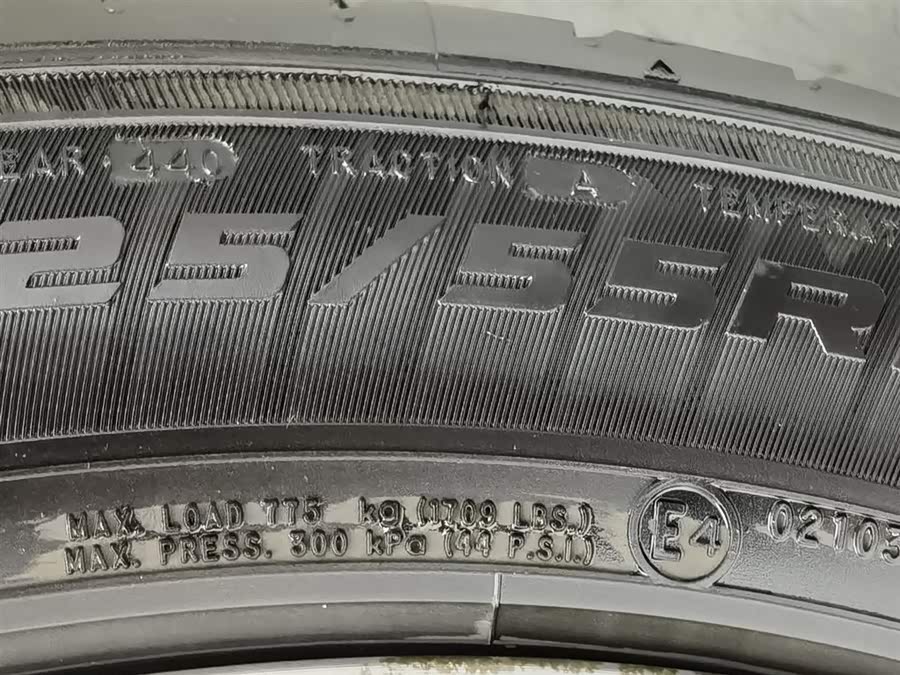 EAR 440 TRACTION A TEMPERAT
25/55R
MAX. LOAD 775 kg (1709 LBS.)
MAX. PRESS. 300 kPa (44 P.S.I.)
E4 02103